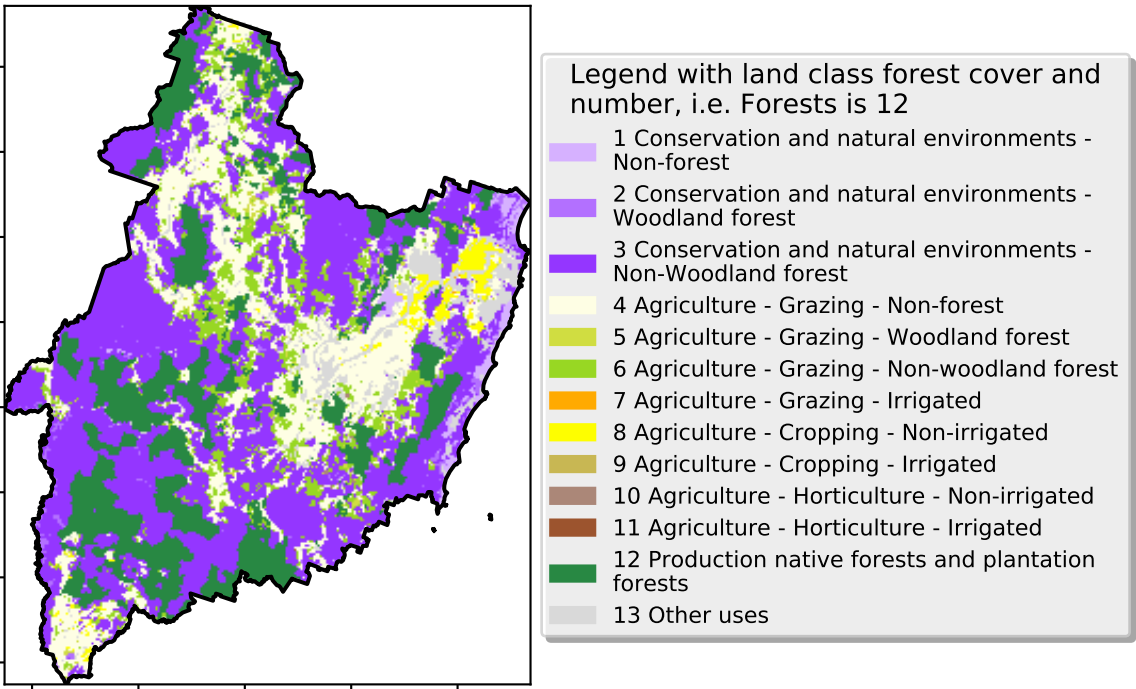 Legend with land class forest cover and
number, i.e. Forests is 12
1 Conservation and natural environments -
Non-forest
2 Conservation and natural environments -
Woodland forest
3 Conservation and natural environments -
Non-Woodland forest
4 Agriculture - Grazing - Non-forest
5 Agriculture - Grazing - Woodland forest
6 Agriculture - Grazing - Non-woodland forest
7 Agriculture - Grazing - Irrigated
8 Agriculture - Cropping - Non-irrigated
9 Agriculture - Cropping - Irrigated
10 Agriculture - Horticulture - Non-irrigated
11 Agriculture - Horticulture - Irrigated
12 Production native forests and plantation
forests
13 Other uses